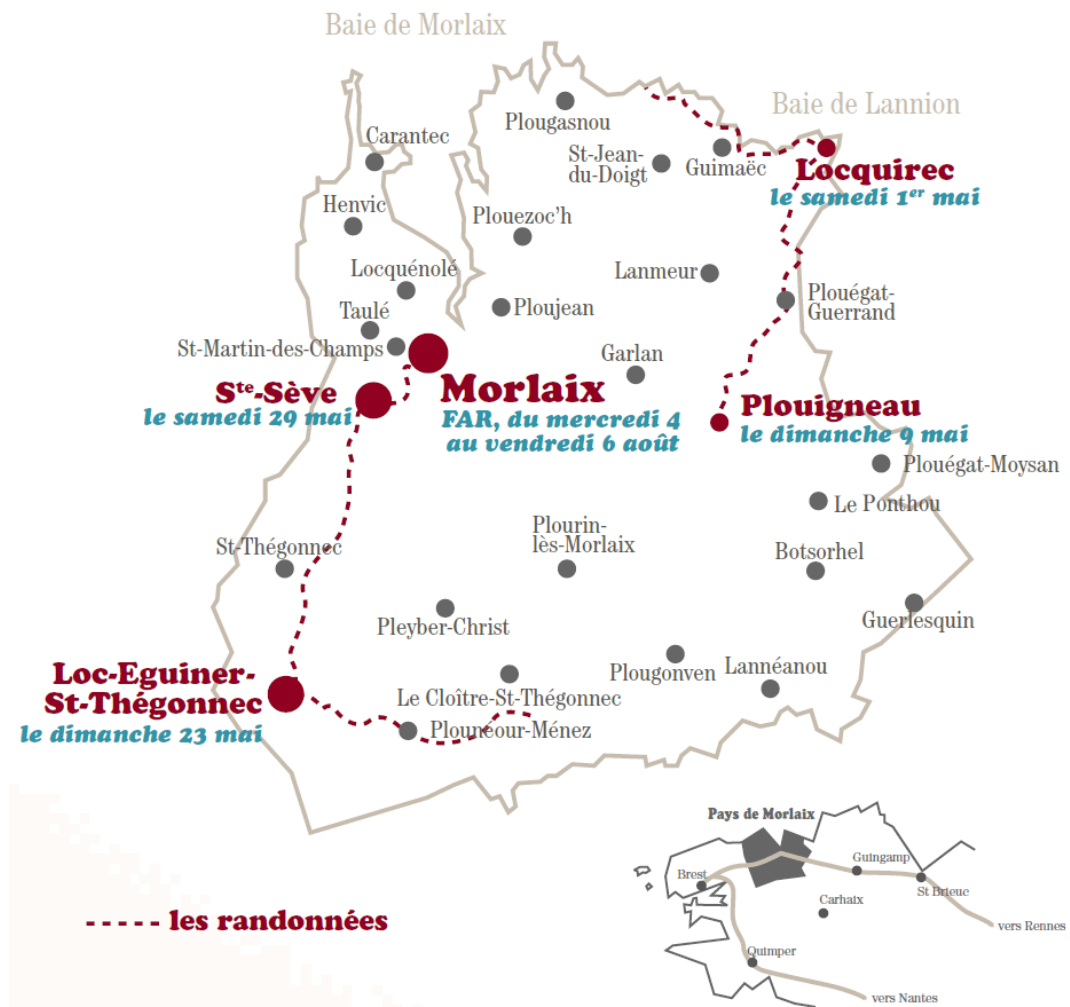 Baie de Morlaix
Baie de Lannion
Plougasnou
Carantec
St-Jean-
du-Doigt
Guimaëc
Locquirec
le samedi 1er mai
Henvic
Plouezoc'h
Locquénolé
Lanmeur
Taulé
Ploujean
Plouégat-
Guerrand
St-Martin-des-Champs
Garlan
Ste-Sève
le samedi 29 mai
Morlaix
FAR, du mercredi 4
au vendredi 6 août
Plouigneau
le dimanche 9 mai
Plouégat-Moysan
Le Ponthou
St-Thégonnec
Plourin-
lès-Morlaix
Botsorhel
Pleyber-Christ
Guerlesquin
Loc-Eguiner-
St-Thégonnec
le dimanche 23 mai
Le Cloître-St-Thégonnec
Plougonven
Lannéanou
Plounéour-Ménez
Pays de Morlaix
Brest
Guingamp
St Brieuc
Carhaix
vers Rennes
Quimper
vers Nantes
les randonnées